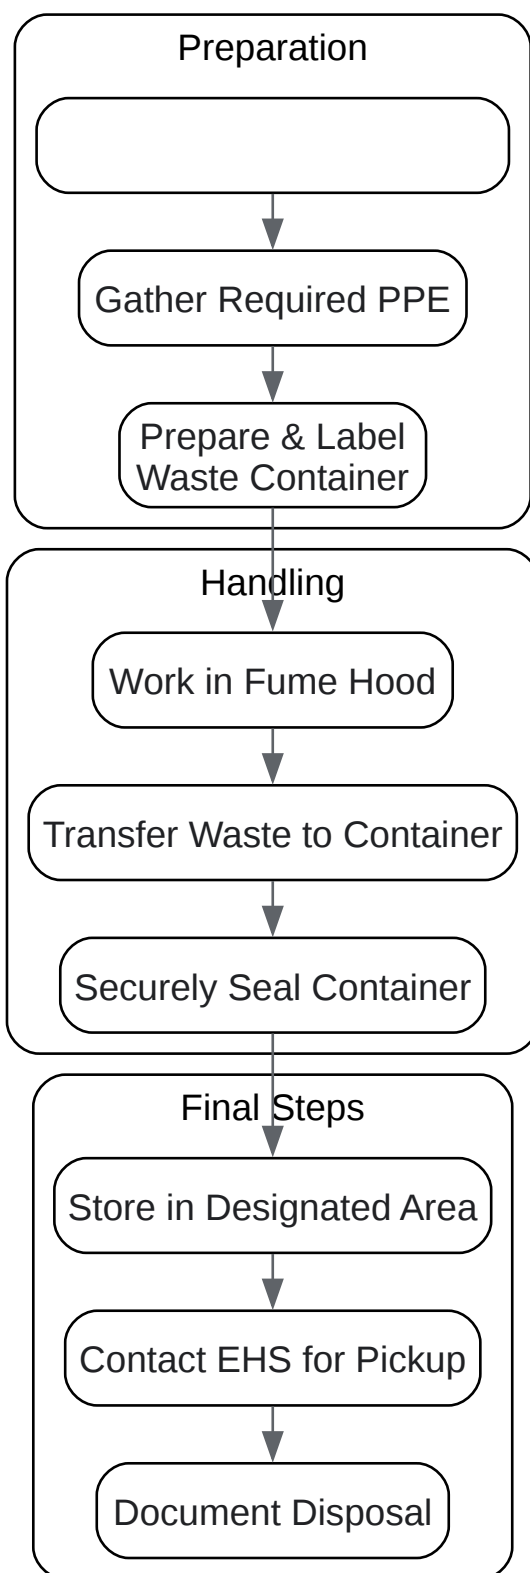 Preparation
Gather Required PPE
Prepare & Label
Waste Container
Handling
Work in Fume Hood
Transfer Waste to Container
Securely Seal Container
Final Steps
Store in Designated Area
Contact EHS for Pickup
Document Disposal